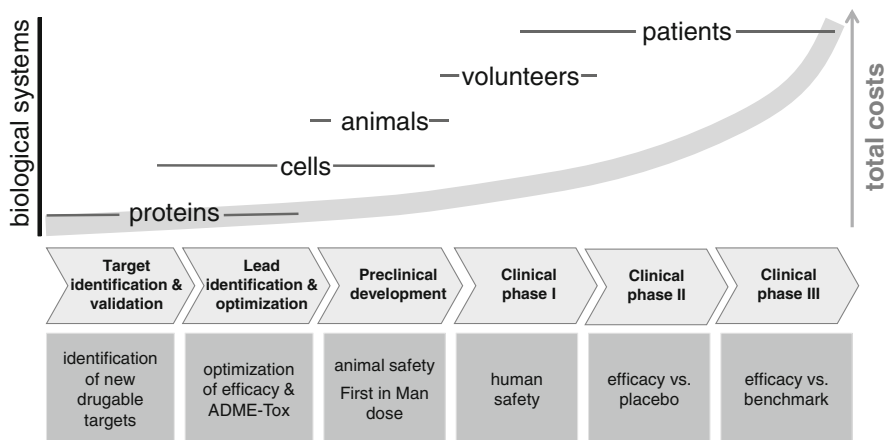 biological systems
total costs
patients
volunteers
animals
cells
proteins
Target
identification &
validation
Lead
identification &
optimization
Preclinical
development
Clinical
phase I
Clinical
phase II
Clinical
phase III
identification
of new
drugable
targets
optimization
of efficacy &
ADME-Tox
animal safety
First in Man
dose
human
safety
efficacy vs.
placebo
efficacy vs.
benchmark